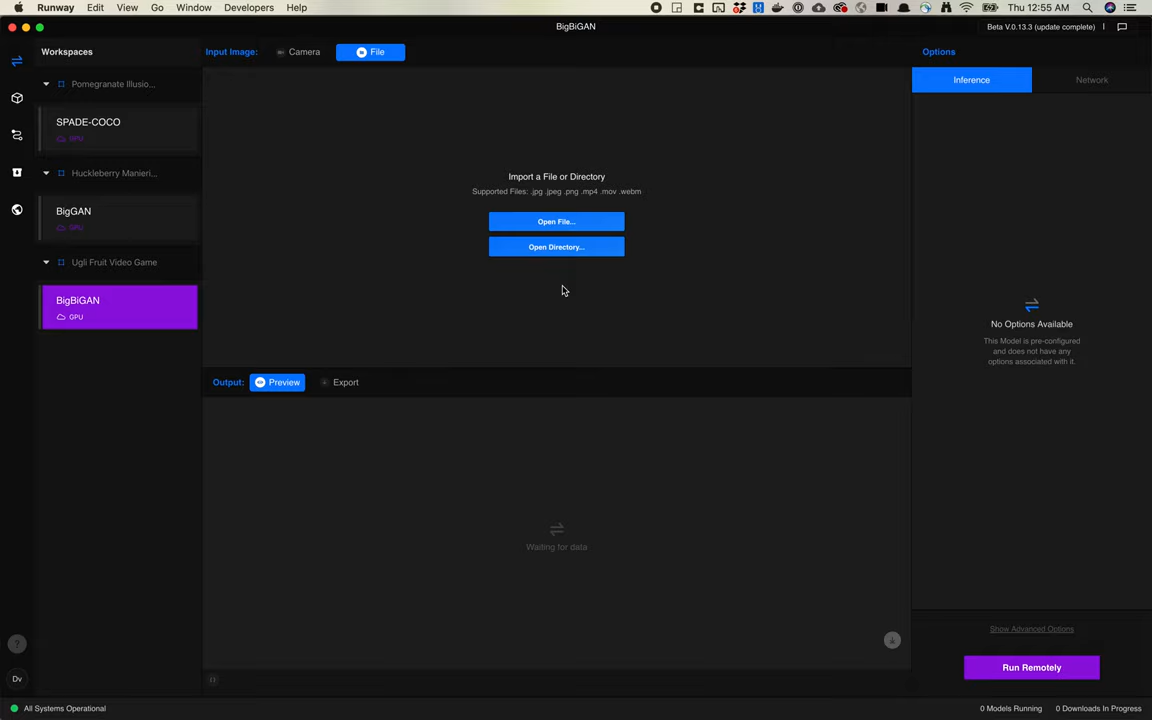 Runway Edit View Go Window Developers Help
Thu 12:55 AM
BigBiGAN
Beta V.0.13.3 (update complete)
Workspaces
Input Image: Camera File
Options
Inference Network
Pomegranate Illusio...
SPADE-COCO
GPU
Huckleberry Manieri...
BigGAN
GPU
Ugli Fruit Video Game
BigBiGAN
GPU
Import a File or Directory
Supported Files: .jpg .jpeg .png .mp4 .mov .webm
Open File...
Open Directory...
No Options Available
This Model is pre-configured
and does not have any
options associated with it.
Output: Preview Export
Waiting for data
Show Advanced Options
Run Remotely
?
Dv
All Systems Operational
0 Models Running 0 Downloads In Progress